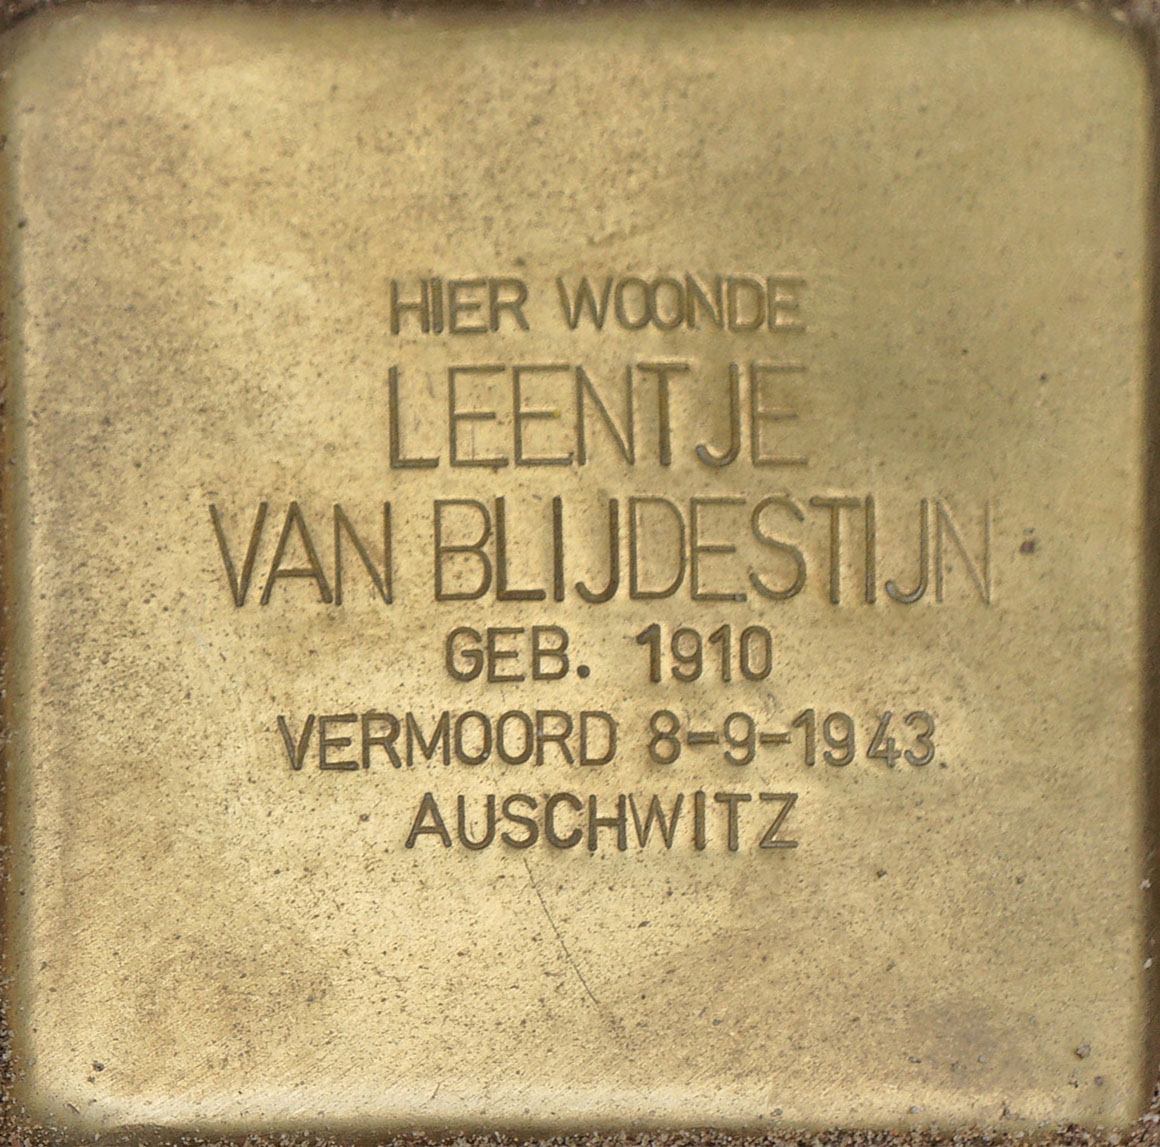 HIER WOONDE
LEENTJE
VAN BLIJDESTIJN
GEB. 1910
VERMOORD 8-9-1943
AUSCHWITZ